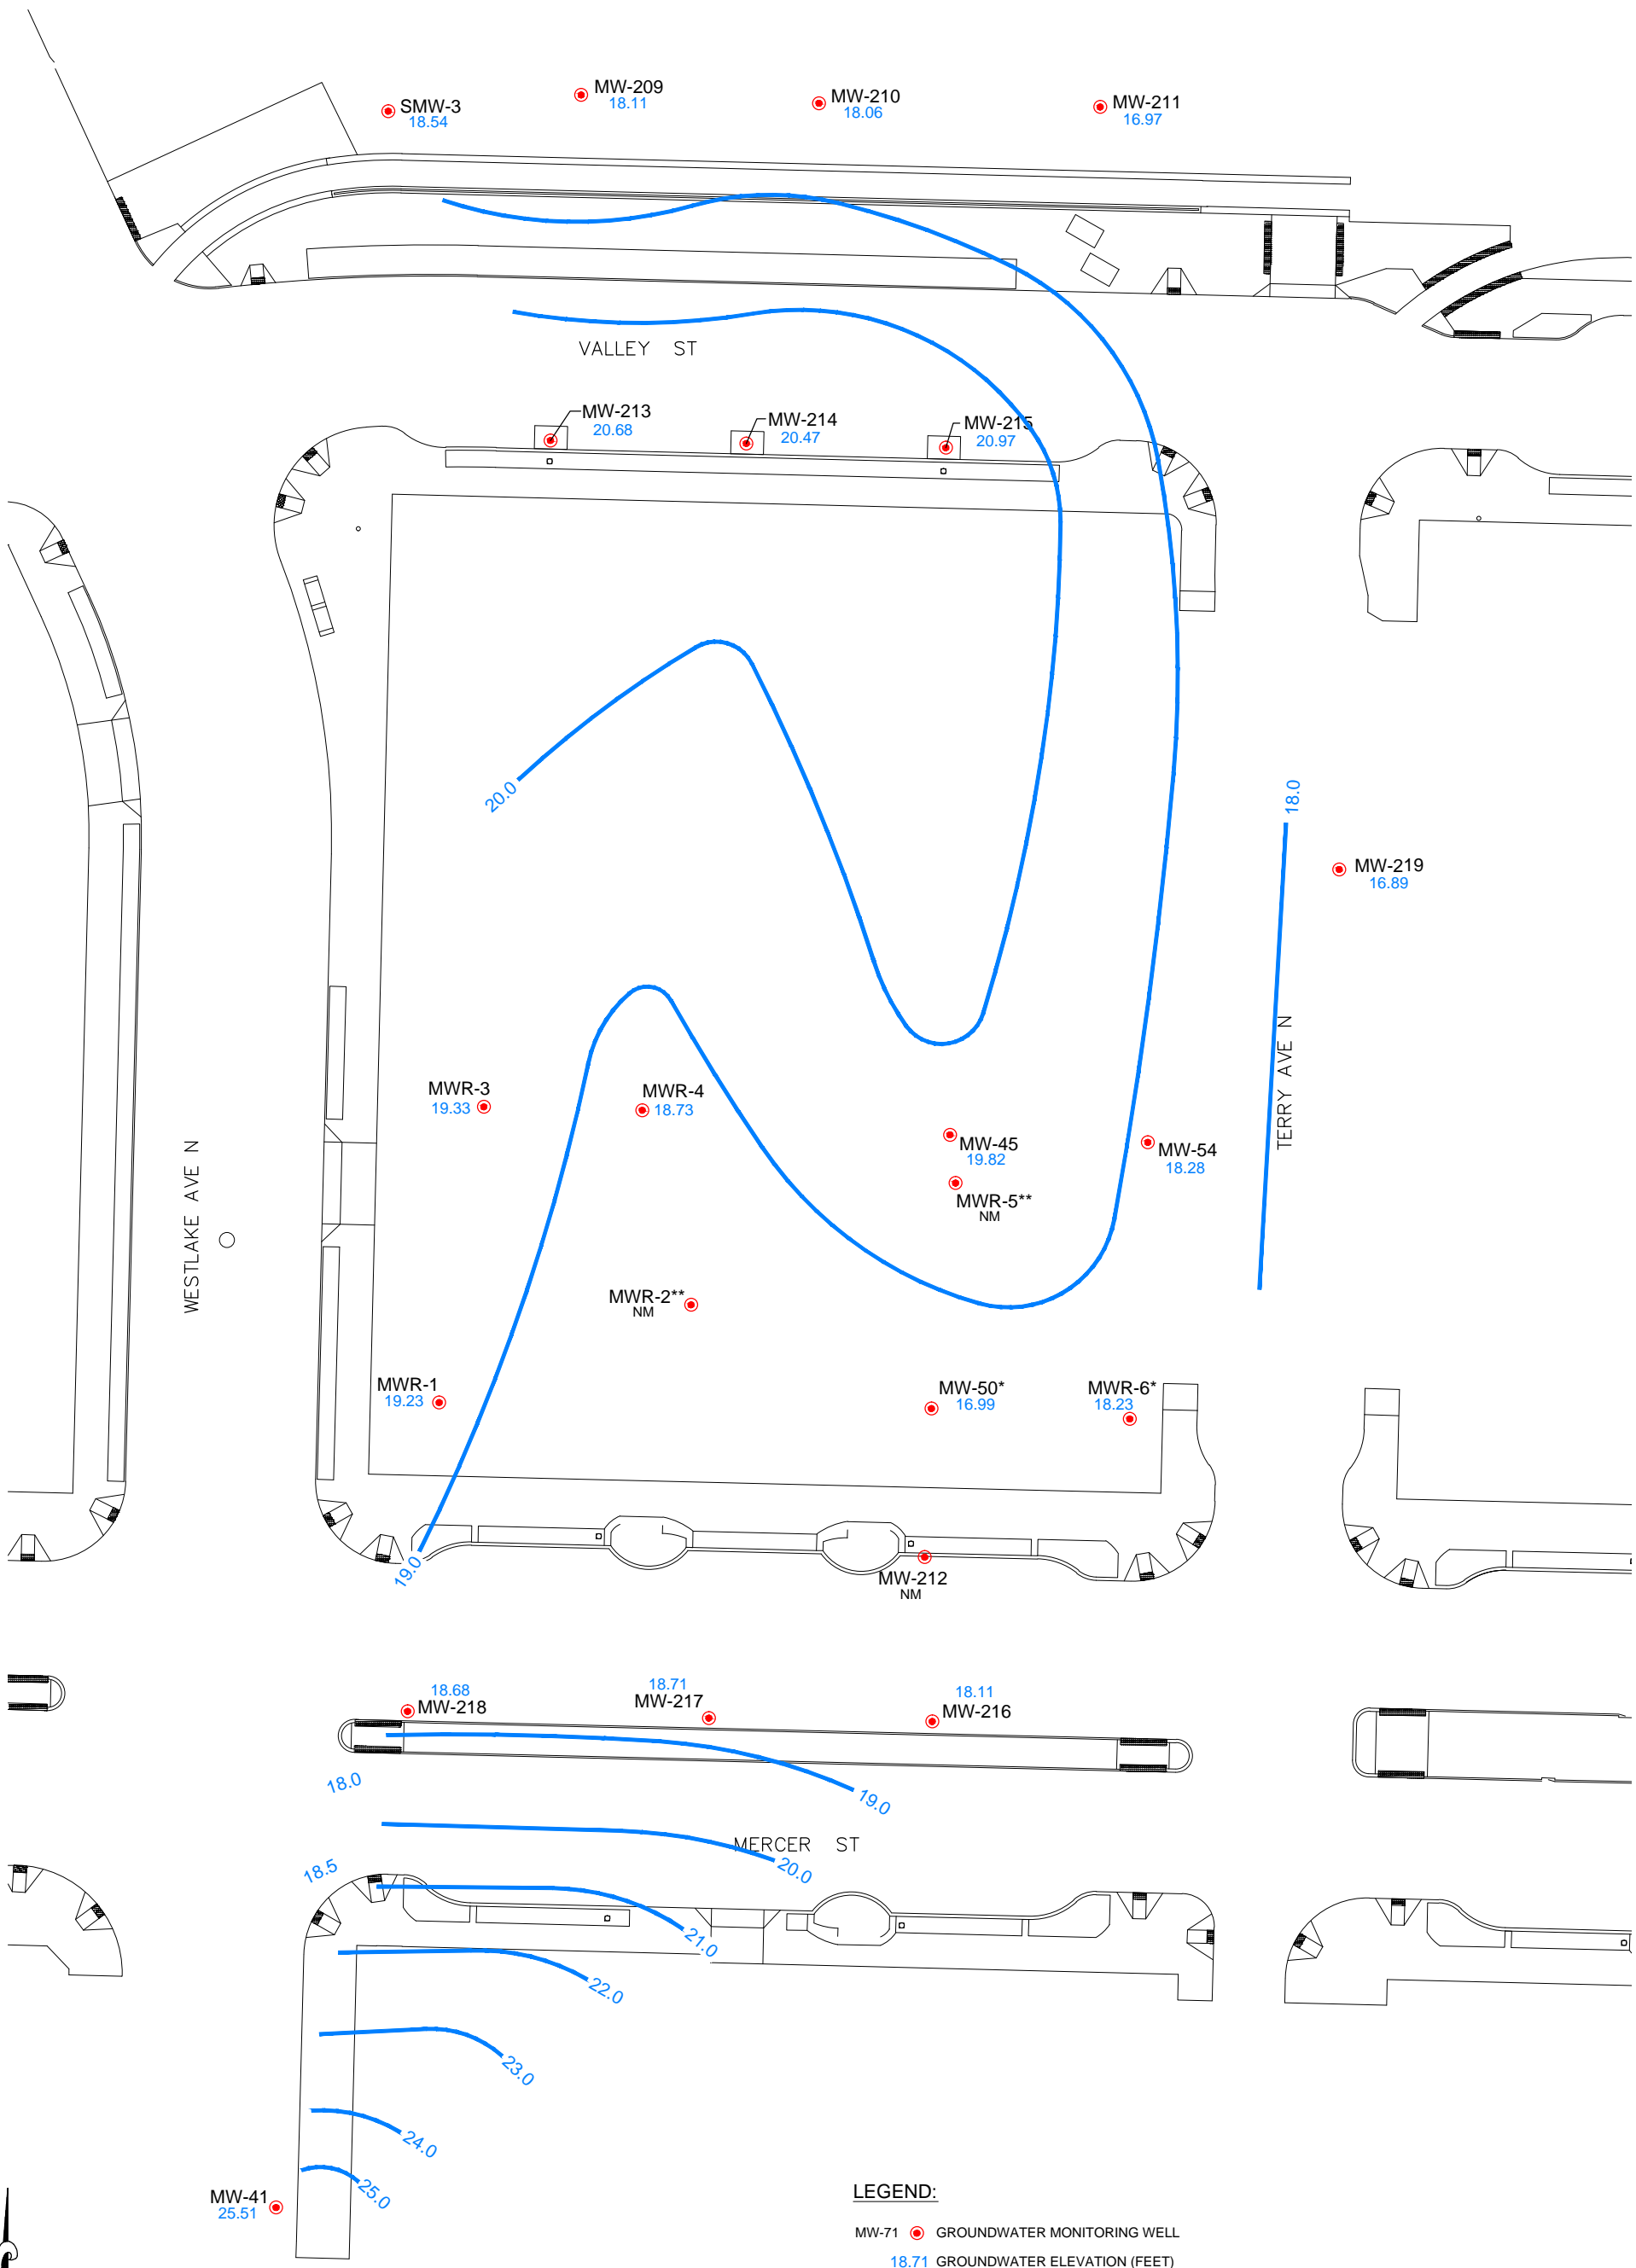 MW-209
18.11
SMW-3
18.54
MW-210
18.06
MW-211
16.97
VALLEY ST
MW-213
20.68
MW-214
20.47
MW-215
20.97
20.0
18.0
MW-219
16.89
TERRY AVE N
MWR-3
19.33
MWR-4
18.73
MW-45
19.82
MW-54
18.28
MWR-5**
NM
WESTLAKE AVE N
MWR-2**
NM
MWR-1
19.23
MW-50*
16.99
MWR-6*
18.23
19.0
MW-212
NM
18.68
MW-218
18.71
MW-217
18.11
MW-216
18.0
19.0
MERCER ST
18.5
20.0
21.0
22.0
23.0
24.0
25.0
MW-41
25.51
LEGEND:
MW-71 GROUNDWATER MONITORING WELL
18.71 GROUNDWATER ELEVATION (FEET)